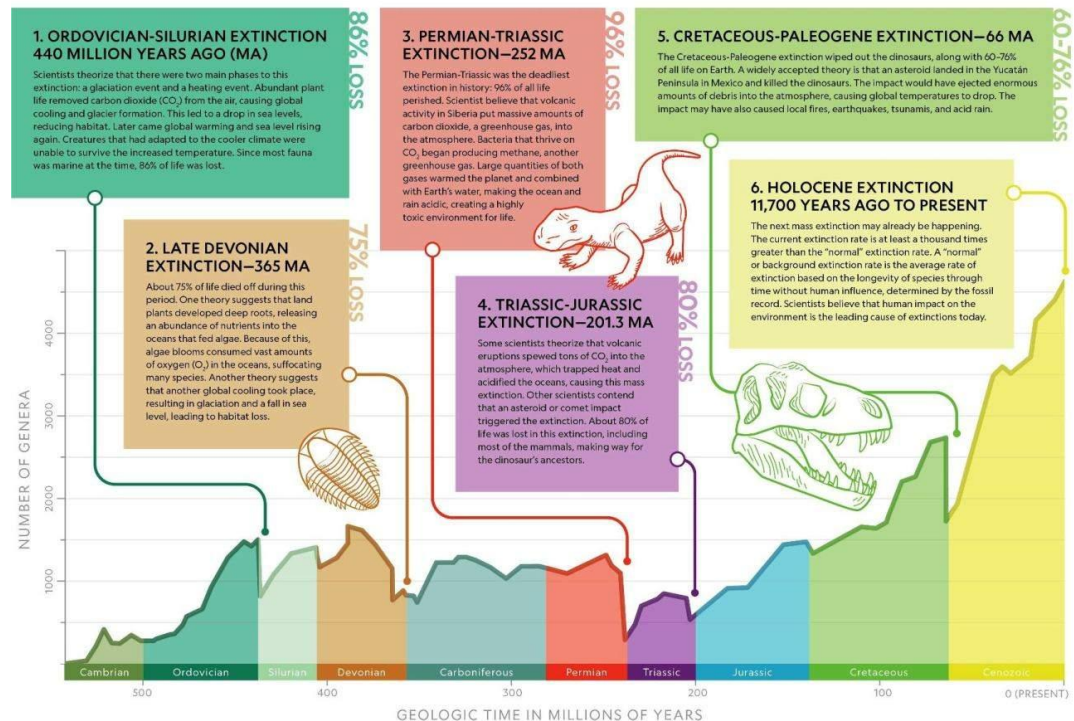 1. ORDOVICIAN-SILURIAN EXTINCTION
440 MILLION YEARS AGO (MA)
Scientists theorize that there were two main phases to this
extinction: a glaciation event and a heating event. Abundant plant
life removed carbon dioxide (CO₂) from the air, causing global
cooling and glacier formation. This led to a drop in sea levels,
reducing habitat. Later came global warming and sea level rising
again. Creatures that had adapted to the cooler climate were
unable to survive the increased temperature. Since most fauna
was marine at the time, 86% of life was lost.
86% LOSS
2. LATE DEVONIAN
EXTINCTION—365 MA
About 75% of life died off during this
period. One theory suggests that land
plants developed deep roots, releasing
an abundance of nutrients into the
oceans that fed algae. Because of this,
algae blooms consumed vast amounts
of oxygen (O₂) in the oceans, suffocating
many species. Another theory suggests
that another global cooling took place,
resulting in glaciation and a fall in sea
level, leading to habitat loss.
75% LOSS
3. PERMIAN-TRIASSIC
EXTINCTION—252 MA
The Permian-Triassic was the deadliest
extinction in history: 96% of all life
perished. Scientist believe that volcanic
activity in Siberia put massive amounts of
carbon dioxide, a greenhouse gas, into
the atmosphere. Bacteria that thrive on
CO₂ began producing methane, another
greenhouse gas. Large quantities of both
gases warmed the planet and combined
with Earth's water, making the ocean and
rain acidic, creating a highly
toxic environment for life.
96% LOSS
4. TRIASSIC-JURASSIC
EXTINCTION—201.3 MA
Some scientists theorize that volcanic
eruptions spewed tons of CO₂ into the
atmosphere, which trapped heat and
acidified the oceans, causing this mass
extinction. Other scientists contend
that an asteroid or comet impact
triggered the extinction. About 80% of
life was lost in this extinction, including
most of the mammals, making way for
the dinosaur's ancestors.
80% LOSS
5. CRETACEOUS-PALEOGENE EXTINCTION—66 MA
The Cretaceous-Paleogene extinction wiped out the dinosaurs, along with 60-76%
of all life on Earth. A widely accepted theory is that an asteroid landed in the Yucatán
Peninsula in Mexico and killed the dinosaurs. The impact would have ejected enormous
amounts of debris into the atmosphere, causing global temperatures to drop. The
impact may have also caused local fires, earthquakes, tsunamis, and acid rain.
60-76% LOSS
6. HOLOCENE EXTINCTION
11,700 YEARS AGO TO PRESENT
The next mass extinction may already be happening.
The current extinction rate is at least a thousand times
greater than the "normal" extinction rate. A "normal"
or background extinction rate is the average rate of
extinction based on the longevity of species through
time without human influence, determined by the fossil
record. Scientists believe that human impact on the
environment is the leading cause of extinctions today.
NUMBER OF GENERA
4000
3000
2000
1000
Cambrian
Ordovician
Silurian
Devonian
Carboniferous
Permian
Triassic
Jurassic
Cretaceous
Cenozoic
500
400
300
200
100
0 (PRESENT)
GEOLOGIC TIME IN MILLIONS OF YEARS